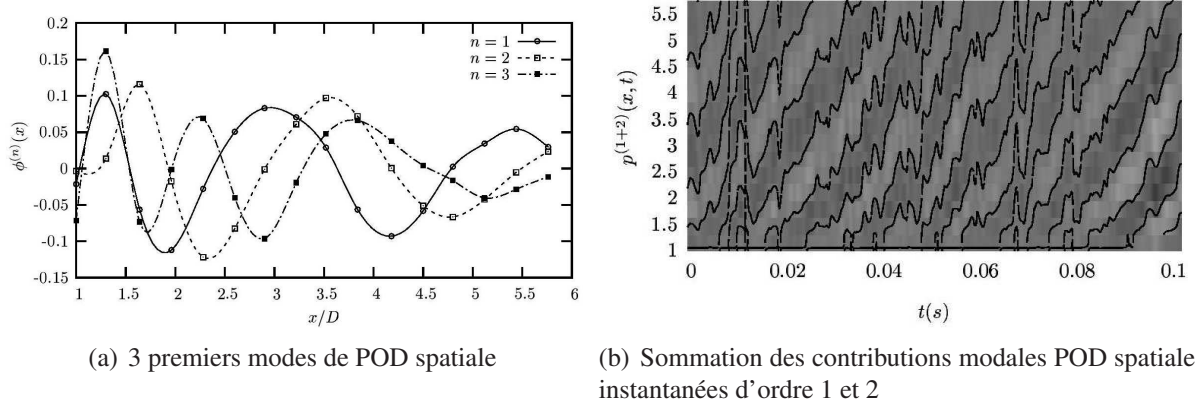 0.2
0.15
0.1
0.05
0
-0.05
-0.1
-0.15
ϕ⁽ⁿ⁾(x)
n = 1
n = 2
n = 3
1 1.5 2 2.5 3 3.5 4 4.5 5 5.5 6
x/D
(a) 3 premiers modes de POD spatiale
5.5
5
4.5
4
3.5
3
2.5
2
1.5
1
p⁽¹⁺²⁾(x, t)
0 0.02 0.04 0.06 0.08 0.1
t(s)
(b) Sommation des contributions modales POD spatiale
instantanées d'ordre 1 et 2